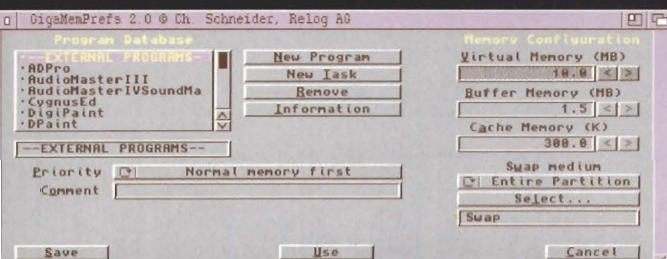 GigaMemPrefs 2.0 © Ch. Schneider, Relog AG
Program Database
--EXTERNAL PROGRAMS-
·ADPro
·AudioMasterIII
·AudioMasterIVSoundMa
·CygnusEd
·DigiPaint
·DPaint
--EXTERNAL PROGRAMS--
New Program
New Task
Remove
Information
Priority
Normal memory first
Comment
Memory Configuration
Virtual Memory (MB)
10.0 < >
Buffer Memory (MB)
1.5 < >
Cache Memory (K)
300.0 < >
Swap medium
Entire Partition
Select...
Swap
Save
Use
Cancel